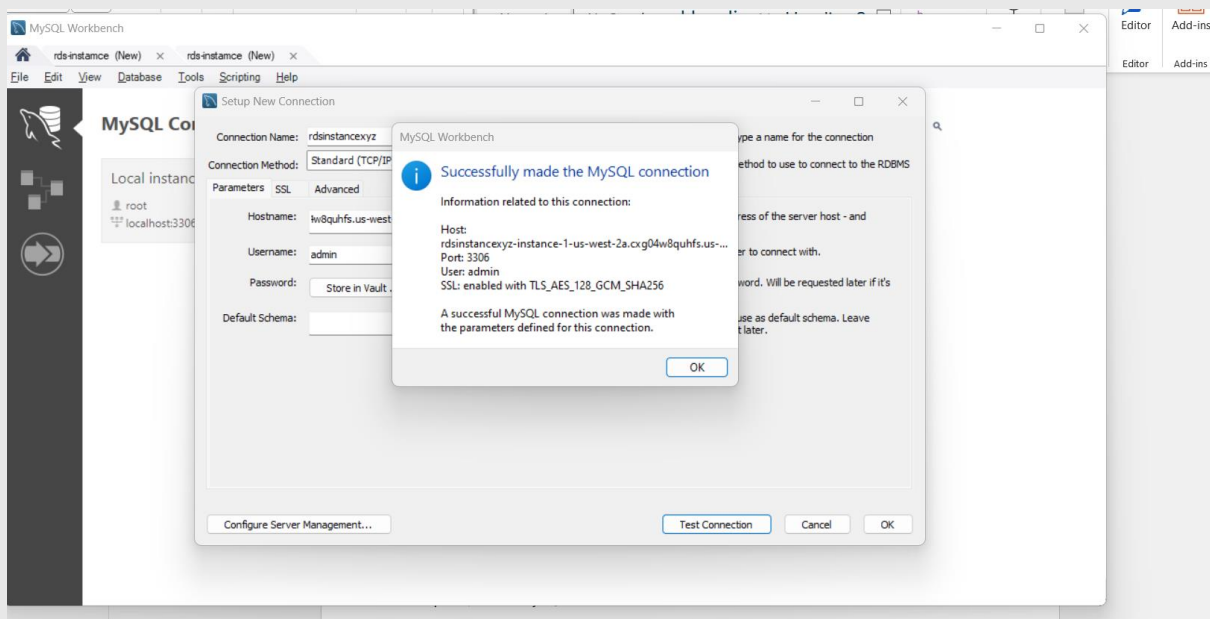 MySQL Workbench
Editor
Add-ins
rds-instamce (New)
rds-instamce (New)
Editor
Add-ins
File Edit View Database Tools Scripting Help
Setup New Connection
MySQL Co
Connection Name: rdsinstancexyz
MySQL Workbench
ype a name for the connection
Connection Method: Standard (TCP/IP
ethod to use to connect to the RDBMS
Successfully made the MySQL connection
Local instanc
Parameters SSL Advanced
root
Information related to this connection:
Hostname: w8quhfs.us-west
ress of the server host - and
localhost:3306
Host:
rdsinstancexyz-instance-1-us-west-2a.cxg04w8quhfs.us-...
Username: admin
er to connect with.
Port: 3306
User: admin
Password: Store in Vault .
word. Will be requested later if it's
SSL: enabled with TLS_AES_128_GCM_SHA256
Default Schema:
A successful MySQL connection was made with
the parameters defined for this connection.
use as default schema. Leave
t later.
OK
Configure Server Management...
Test Connection
Cancel
OK